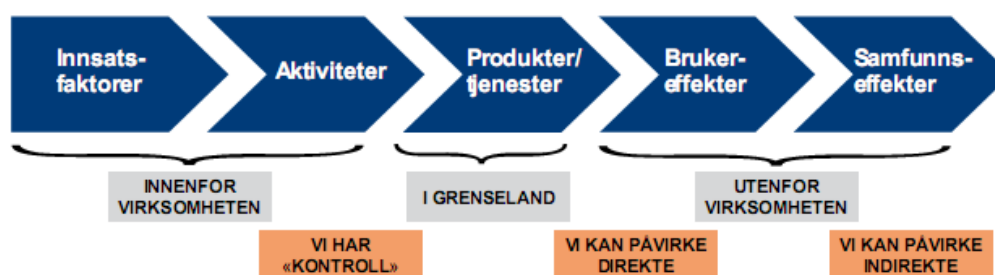 Innsats-
faktorer
Aktiviteter
Produkter/
tjenester
Bruker-
effekter
Samfunns-
effekter
INNENFOR
VIRKSOMHETEN
I GRENSELAND
UTENFOR
VIRKSOMHETEN
VI HAR
«KONTROLL»
VI KAN PÅVIRKE
DIREKTE
VI KAN PÅVIRKE
INDIREKTE